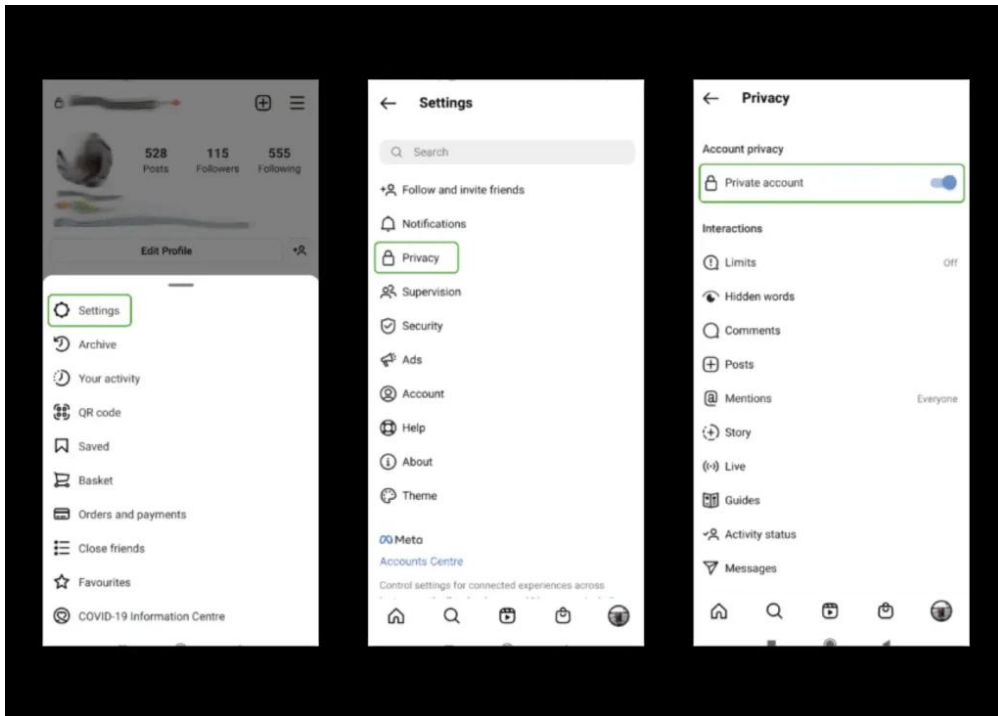 528 115 555
Posts Followers Following
Edit Profile
Settings
Archive
Your activity
QR code
Saved
Basket
Orders and payments
Close friends
Favourites
COVID-19 Information Centre
Settings
Search
Follow and invite friends
Notifications
Privacy
Supervision
Security
Ads
Account
Help
About
Theme
Meta
Accounts Centre
Control settings for connected experiences across
Privacy
Account privacy
Private account
Interactions
Limits Off
Hidden words
Comments
Posts
Mentions Everyone
Story
Live
Guides
Activity status
Messages